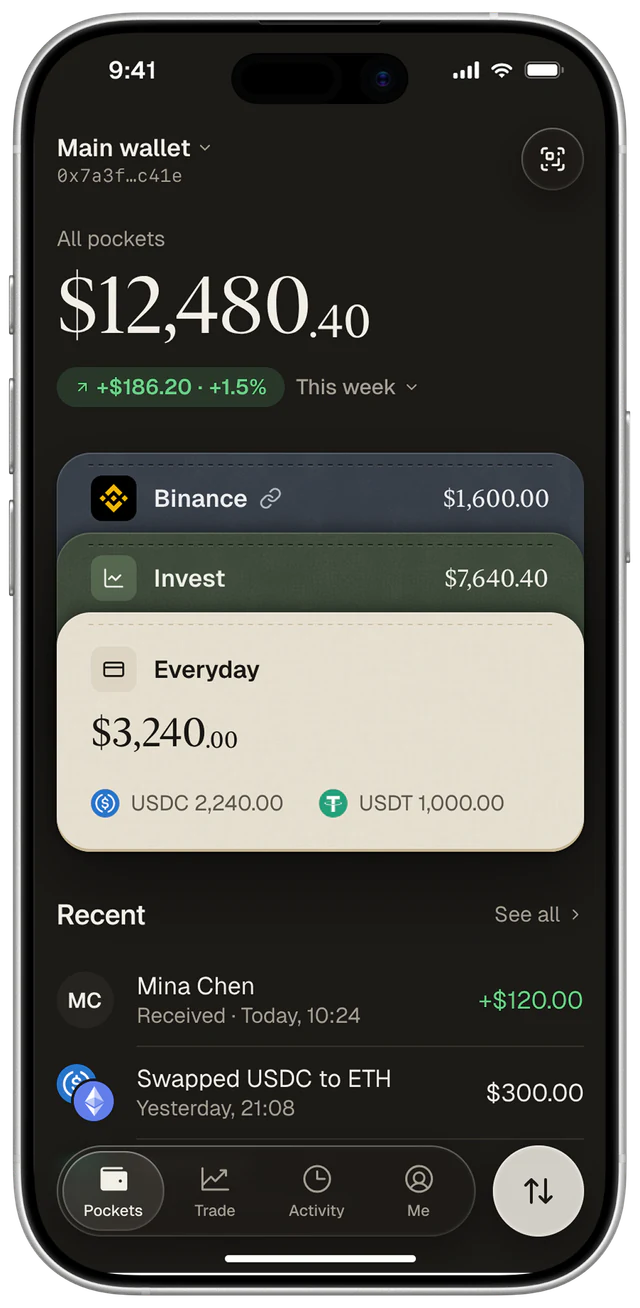 9:41
Main wallet
0x7a3f…c41e
All pockets
$12,480.40
+$186.20 · +1.5% This week
Binance $1,600.00
Invest $7,640.40
Everyday
$3,240.00
USDC 2,240.00 USDT 1,000.00
Recent See all
MC Mina Chen +$120.00
Received · Today, 10:24
Swapped USDC to ETH $300.00
Yesterday, 21:08
Pockets Trade Activity Me